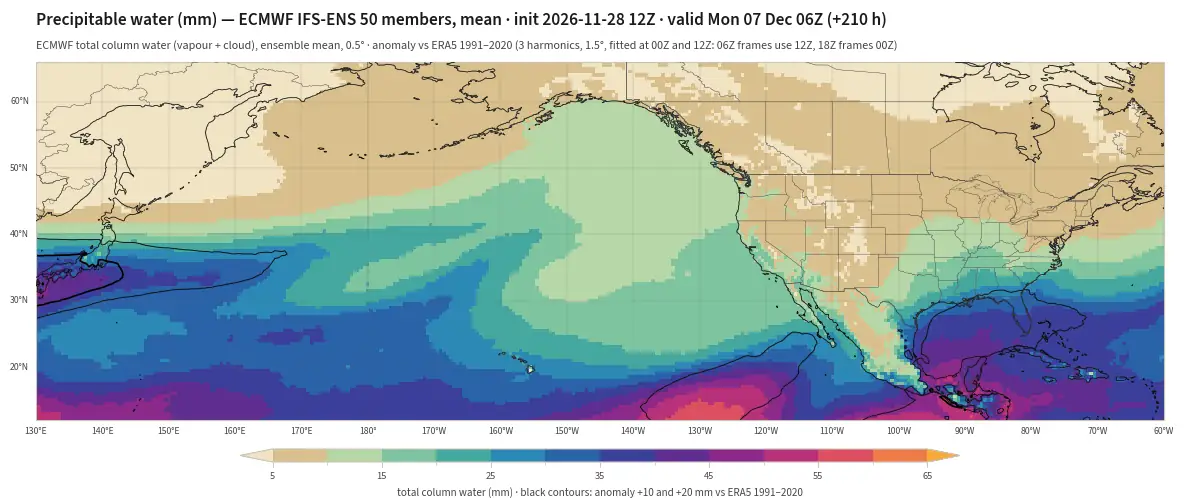 Precipitable water (mm) — ECMWF IFS-ENS 50 members, mean · init 2026-11-28 12Z · valid Mon 07 Dec 06Z (+210 h)
ECMWF total column water (vapour + cloud), ensemble mean, 0.5° · anomaly vs ERA5 1991–2020 (3 harmonics, 1.5°, fitted at 00Z and 12Z: 06Z frames use 12Z, 18Z frames 00Z)
60°N
50°N
40°N
30°N
20°N
130°E 140°E 150°E 160°E 170°E 180° 170°W 160°W 150°W 140°W 130°W 120°W 110°W 100°W 90°W 80°W 70°W 60°W
5 15 25 35 45 55 65
total column water (mm) · black contours: anomaly +10 and +20 mm vs ERA5 1991–2020